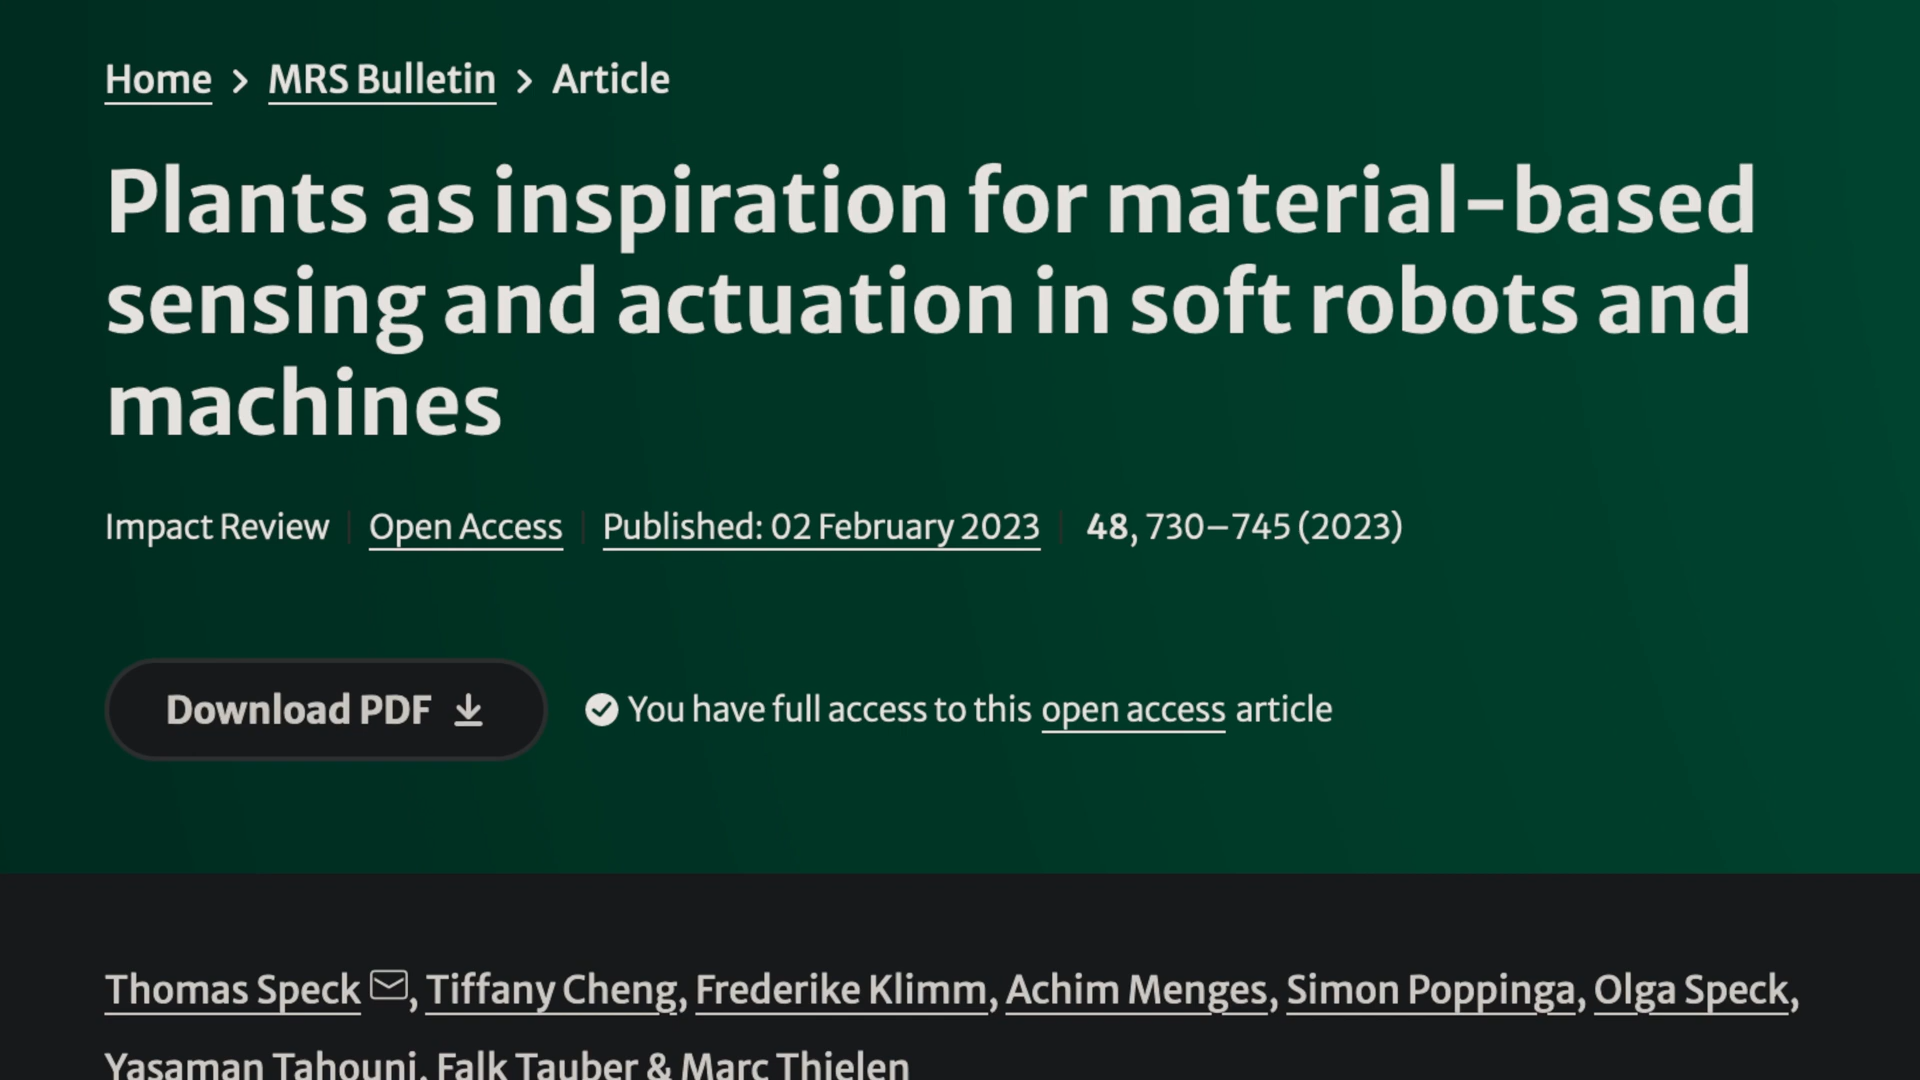 Home > MRS Bulletin > Article
Plants as inspiration for material-based
sensing and actuation in soft robots and
machines
Impact Review | Open Access | Published: 02 February 2023 | 48, 730–745 (2023)
Download PDF
You have full access to this open access article
Thomas Speck, Tiffany Cheng, Frederike Klimm, Achim Menges, Simon Poppinga, Olga Speck,
Yasaman Tahouni, Falk Tauber & Marc Thielen